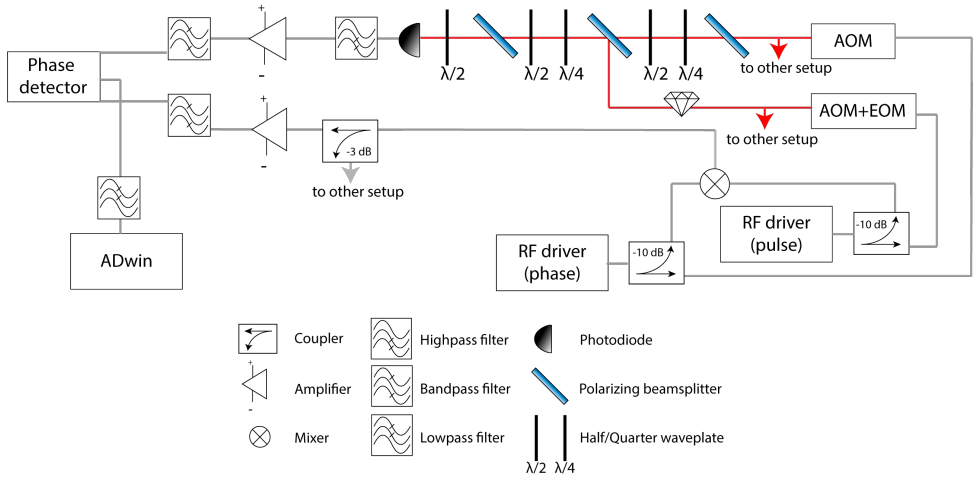 +
-
λ/2
λ/2
λ/4
λ/2
λ/4
to other setup
AOM
Phase
detector
+
-
-3 dB
to other setup
to other setup
AOM+EOM
RF driver
(pulse)
-10 dB
RF driver
(phase)
-10 dB
ADwin
Coupler
Highpass filter
Photodiode
+
-
Amplifier
Bandpass filter
Polarizing beamsplitter
Mixer
Lowpass filter
λ/2
λ/4
Half/Quarter waveplate